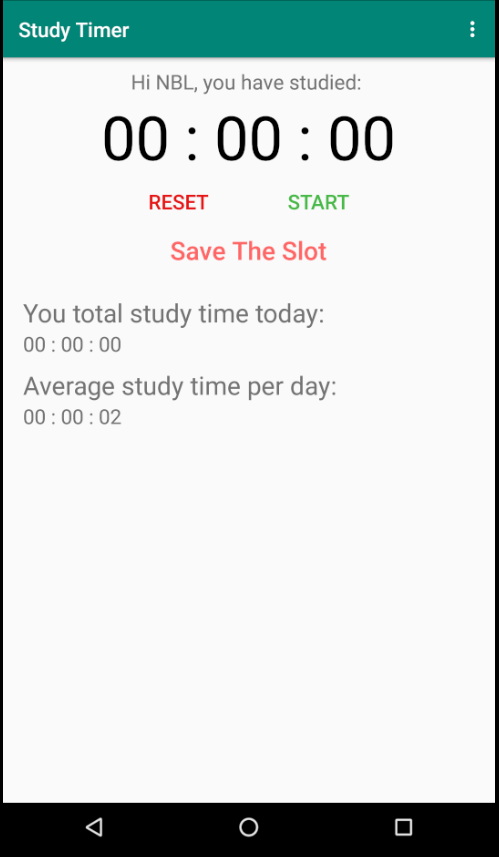 Study Timer
Hi NBL, you have studied:
00 : 00 : 00
RESET START
Save The Slot
You total study time today:
00 : 00 : 00
Average study time per day:
00 : 00 : 02